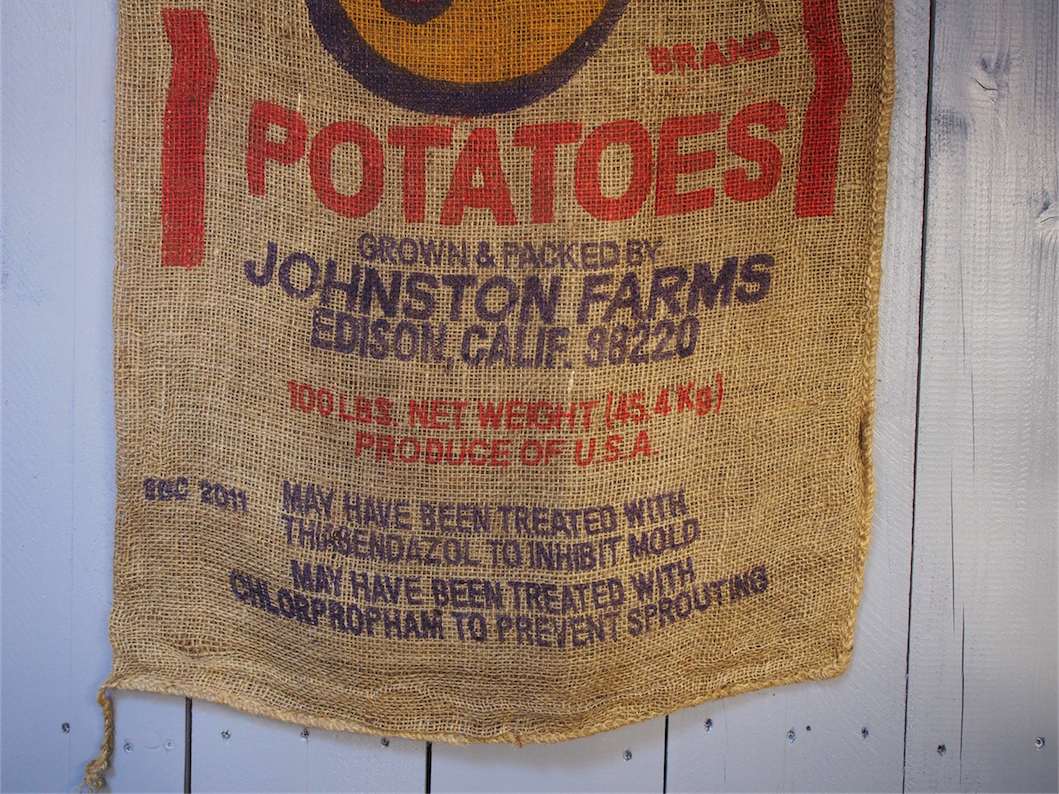 BRAND
POTATOES
GROWN & PACKED BY
JOHNSTON FARMS
EDISON, CALIF. 93220
100 LBS. NET WEIGHT (45.4 Kg)
PRODUCE OF U.S.A.
2011
MAY HAVE BEEN TREATED WITH
THIABENDAZOL TO INHIBIT MOLD
MAY HAVE BEEN TREATED WITH
CHLORPROPHAM TO PREVENT SPROUTING